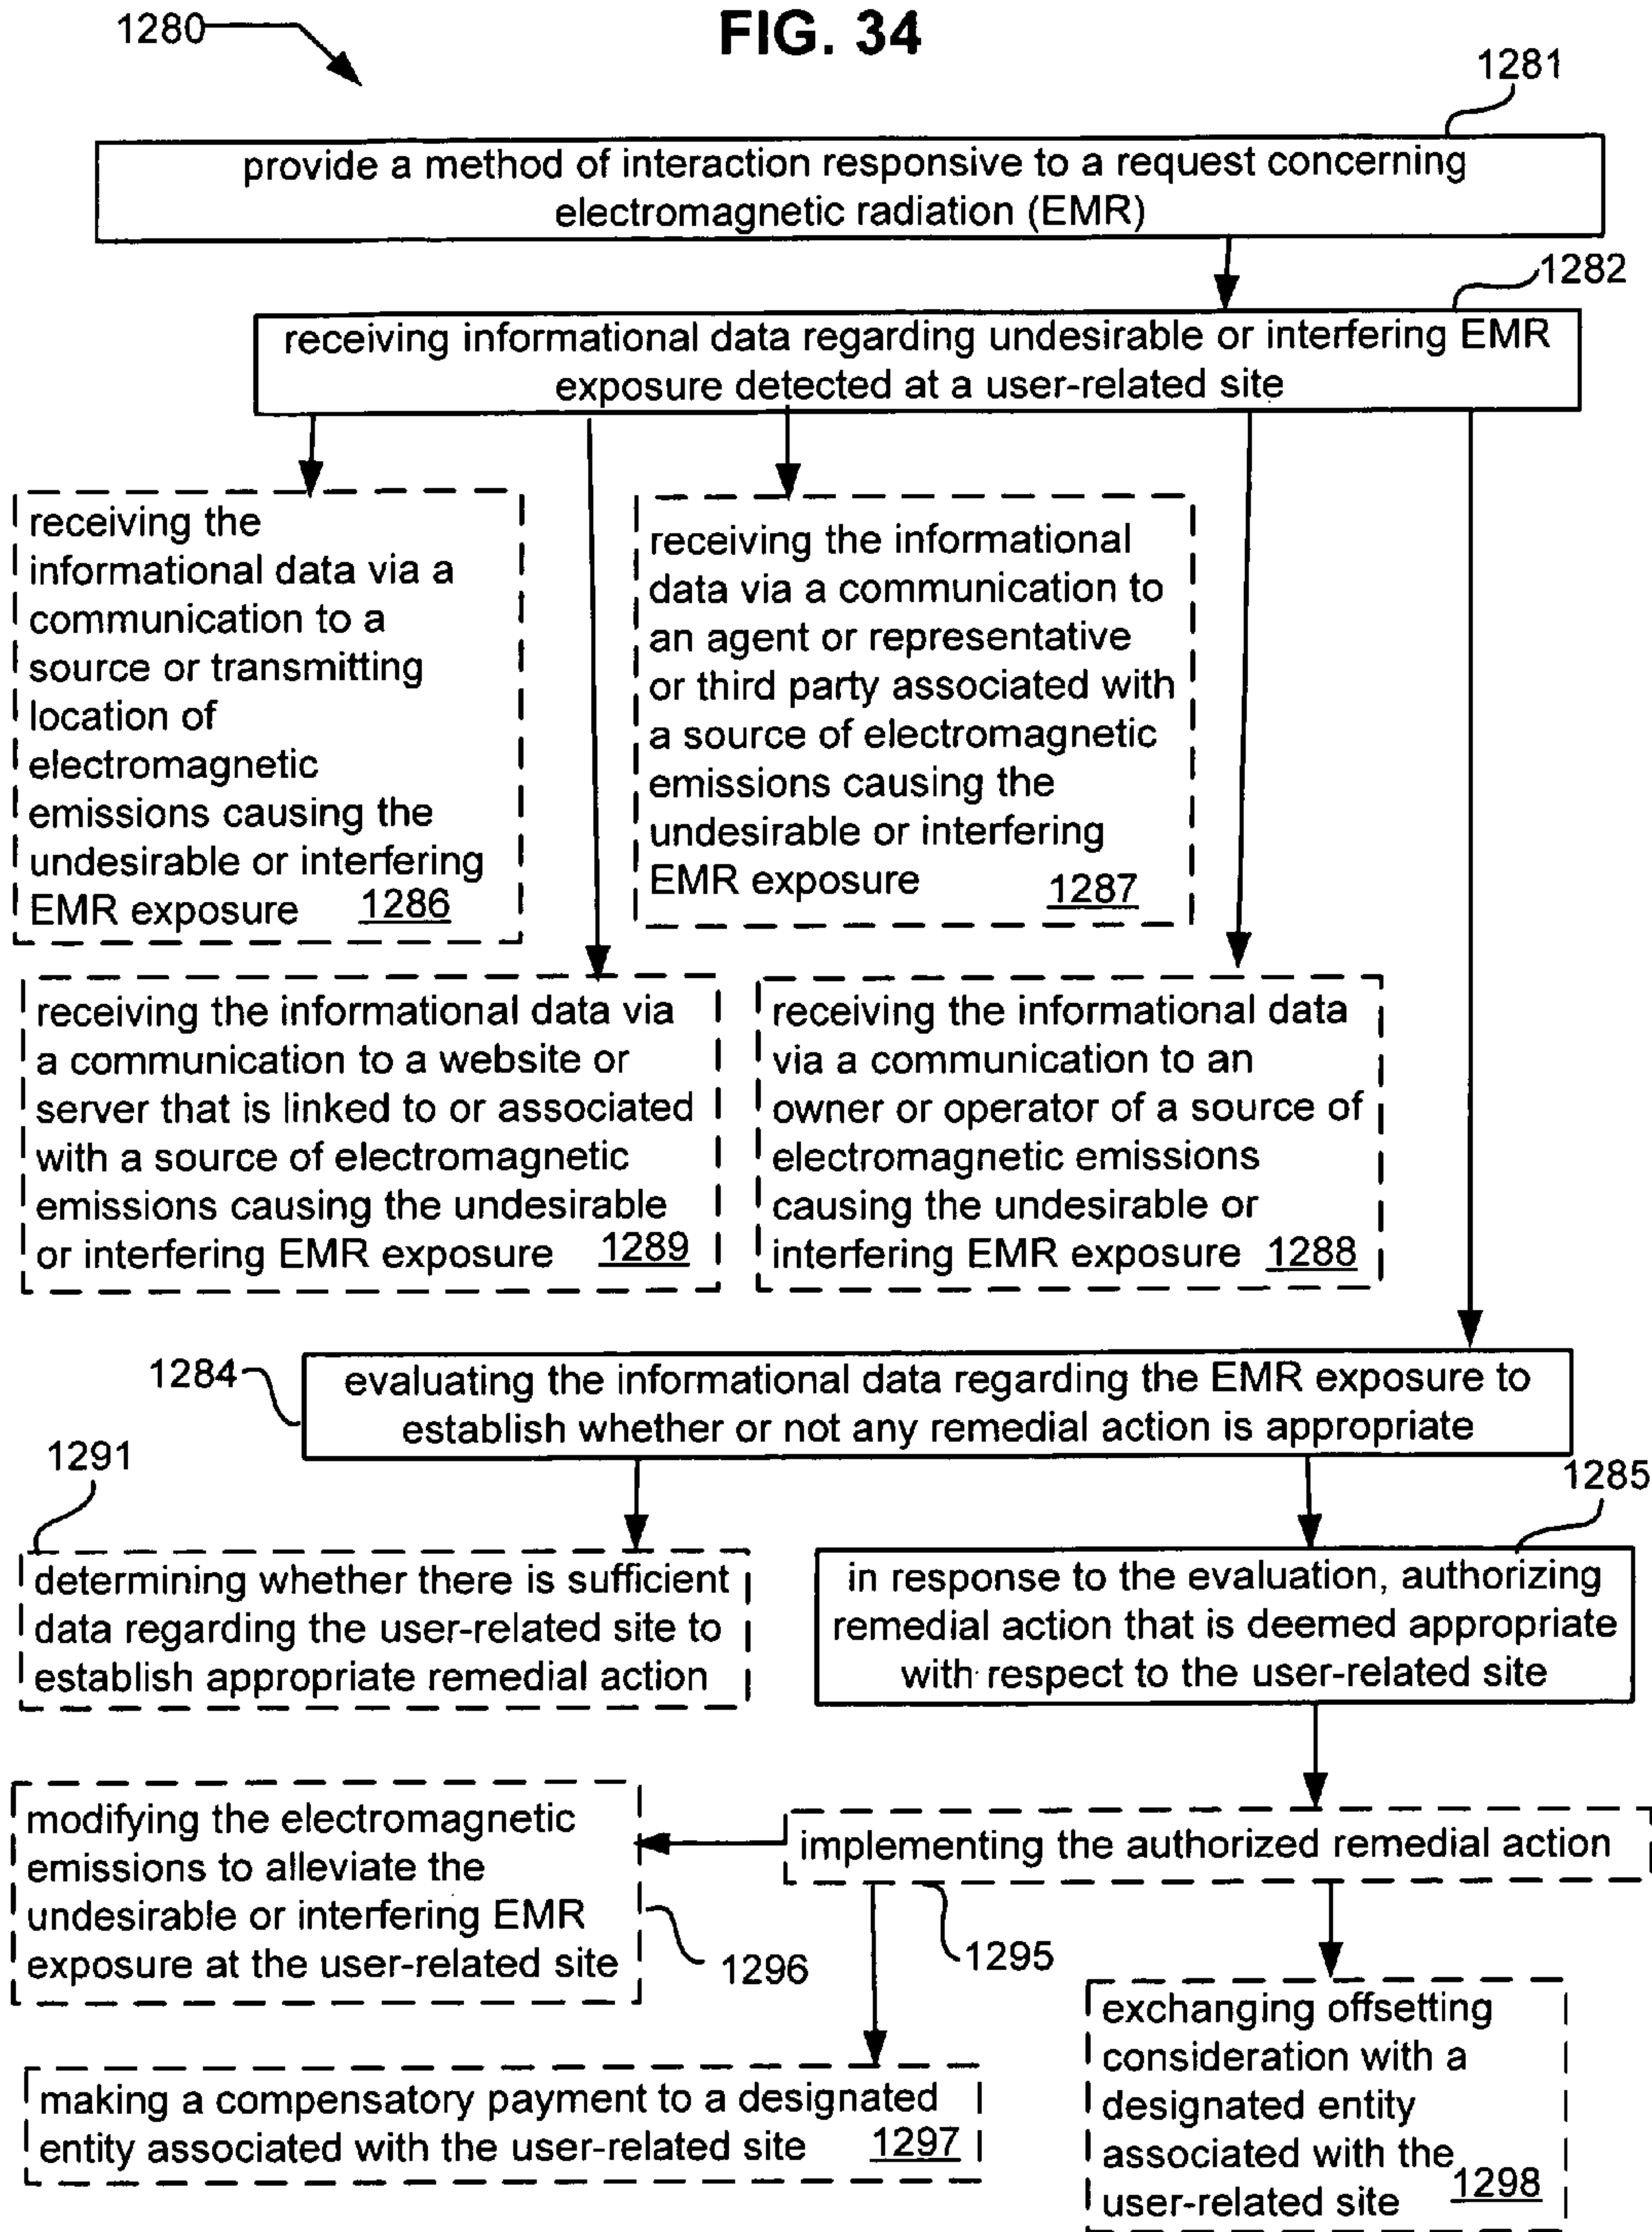 FIG. 34
1280
1281
provide a method of interaction responsive to a request concerning
electromagnetic radiation (EMR)
1282
receiving informational data regarding undesirable or interfering EMR
exposure detected at a user-related site
receiving the
informational data via a
communication to a
source or transmitting
location of
electromagnetic
emissions causing the
undesirable or interfering
EMR exposure 1286
receiving the informational
data via a communication to
an agent or representative
or third party associated with
a source of electromagnetic
emissions causing the
undesirable or interfering
EMR exposure 1287
receiving the informational data via
a communication to a website or
server that is linked to or associated
with a source of electromagnetic
emissions causing the undesirable
or interfering EMR exposure 1289
receiving the informational data
via a communication to an
owner or operator of a source of
electromagnetic emissions
causing the undesirable or
interfering EMR exposure 1288
1284
evaluating the informational data regarding the EMR exposure to
establish whether or not any remedial action is appropriate
1291
determining whether there is sufficient
data regarding the user-related site to
establish appropriate remedial action
1285
in response to the evaluation, authorizing
remedial action that is deemed appropriate
with respect to the user-related site
modifying the electromagnetic
emissions to alleviate the
undesirable or interfering EMR
exposure at the user-related site
1296
implementing the authorized remedial action
1295
making a compensatory payment to a designated
entity associated with the user-related site 1297
exchanging offsetting
consideration with a
designated entity
associated with the
user-related site 1298